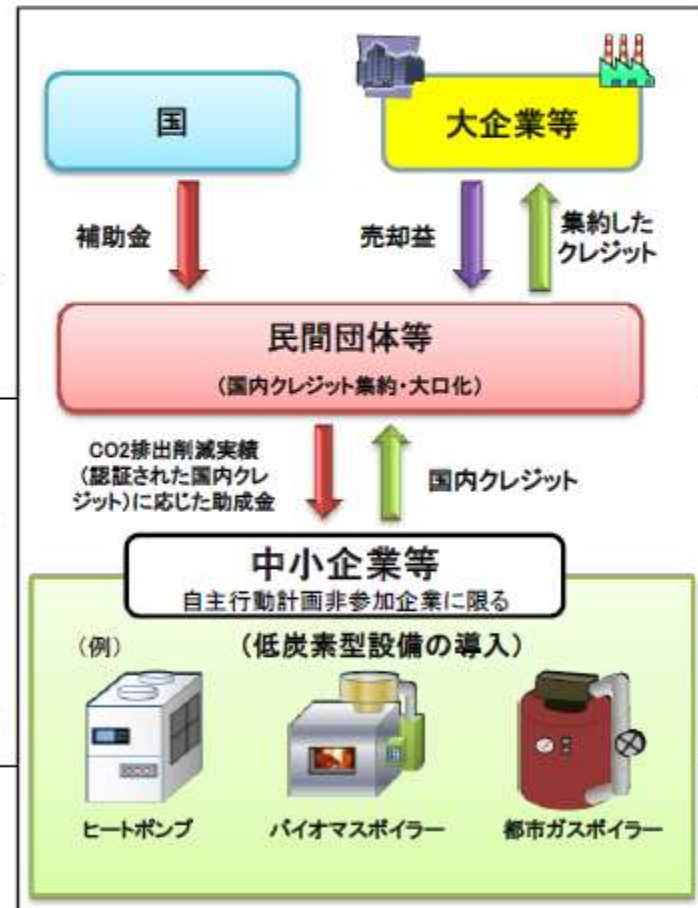 国
大企業等
補助金
売却益
集約した
クレジット
民間団体等
(国内クレジット集約・大口化)
CO2排出削減実績
(認証された国内クレ
ジット)に応じた助成金
国内クレジット
中小企業等
自主行動計画非参加企業に限る
(例)
(低炭素型設備の導入)
ヒートポンプ
バイオマスボイラー
都市ガスボイラー